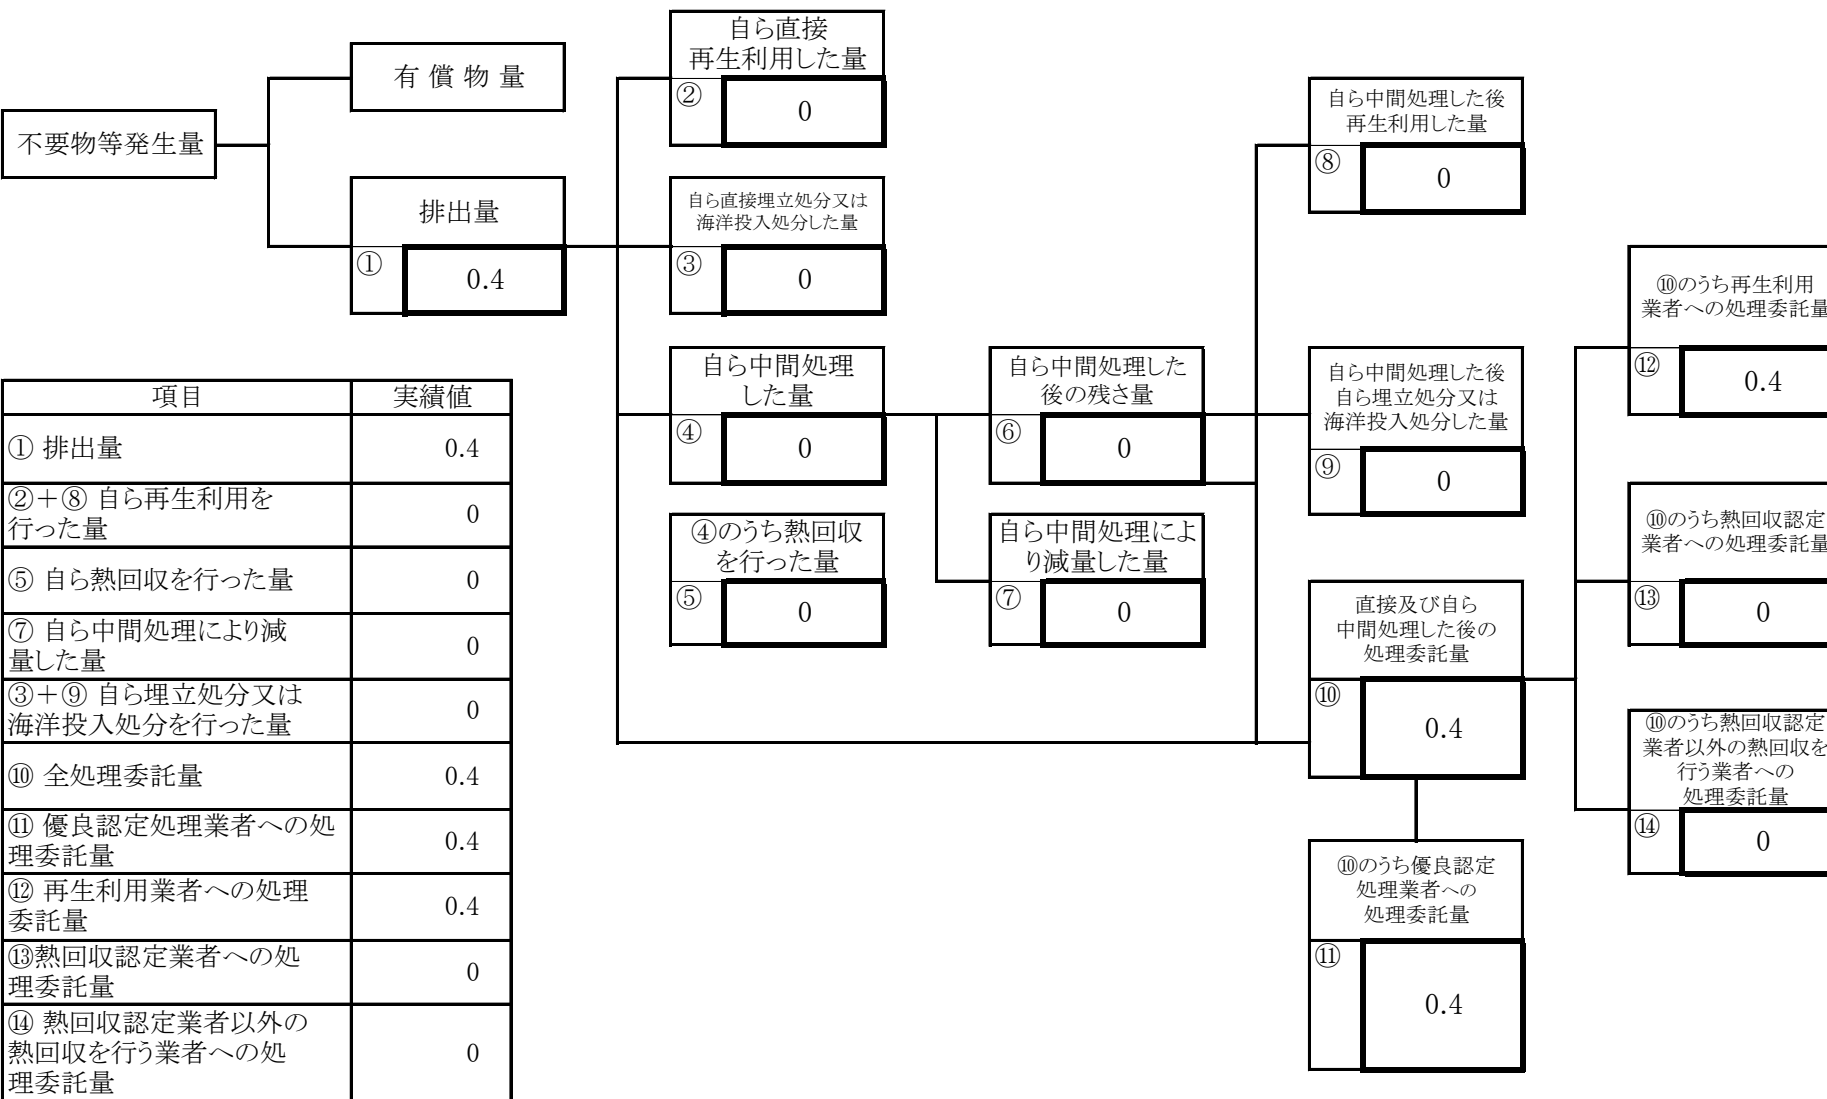 不要物等発生量
有償物量
排出量
①
0.4
自ら直接
再生利用した量
②
0
自ら直接埋立処分又は
海洋投入処分した量
③
0
自ら中間処理
した量
④
0
④のうち熱回収
を行った量
⑤
0
自ら中間処理した
後の残さ量
⑥
0
自ら中間処理によ
り減量した量
⑦
0
自ら中間処理した後
再生利用した量
⑧
0
自ら中間処理した後
自ら埋立処分又は
海洋投入処分した量
⑨
0
直接及び自ら
中間処理した後の
処理委託量
⑩
0.4
⑩のうち優良認定
処理業者への
処理委託量
⑪
0.4
⑩のうち再生利用
業者への処理委託量
⑫
0.4
⑩のうち熱回収認定
業者への処理委託量
⑬
0
⑩のうち熱回収認定
業者以外の熱回収を
行う業者への
処理委託量
⑭
0
項目 実績値
① 排出量 0.4
②＋⑧ 自ら再生利用を
行った量 0
⑤ 自ら熱回収を行った量 0
⑦ 自ら中間処理により減
量した量 0
③＋⑨ 自ら埋立処分又は
海洋投入処分を行った量 0
⑩ 全処理委託量 0.4
⑪ 優良認定処理業者への処
理委託量 0.4
⑫ 再生利用業者への処理
委託量 0.4
⑬熱回収認定業者への処
理委託量 0
⑭ 熱回収認定業者以外の
熱回収を行う業者への処
理委託量 0